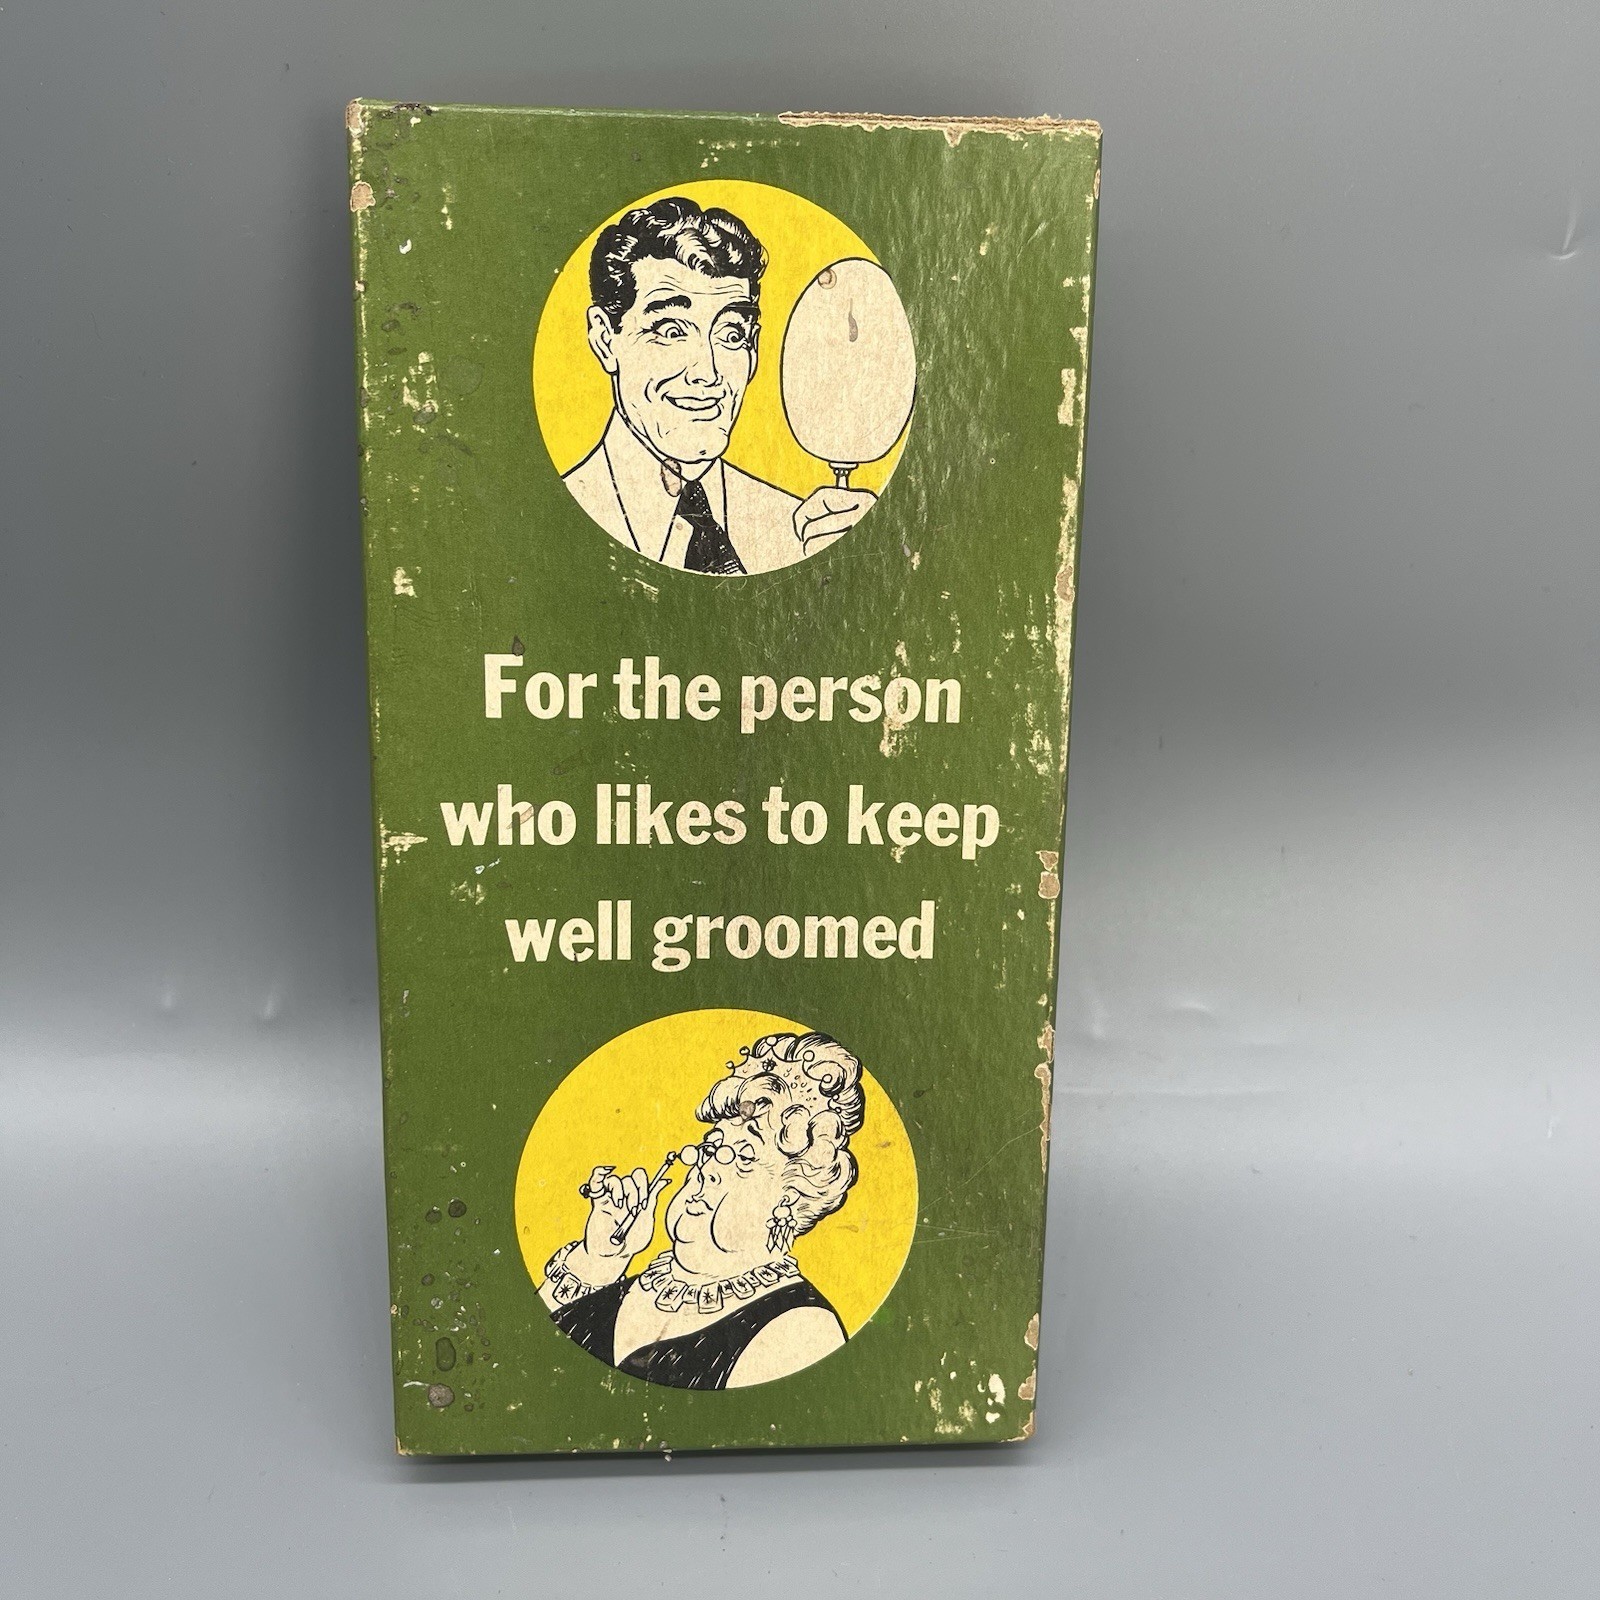 For the person
who likes to keep
well groomed